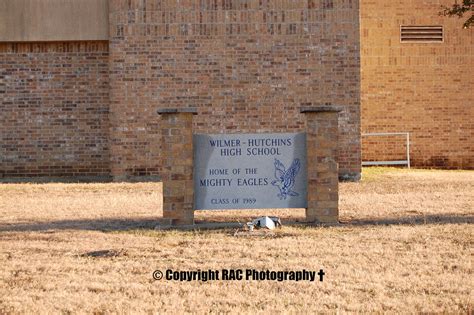 WILMER - HUTCHINS
HIGH SCHOOL
HOME OF THE
MIGHTY EAGLES
CLASS OF 1989
© Copyright RAC Photography ✝